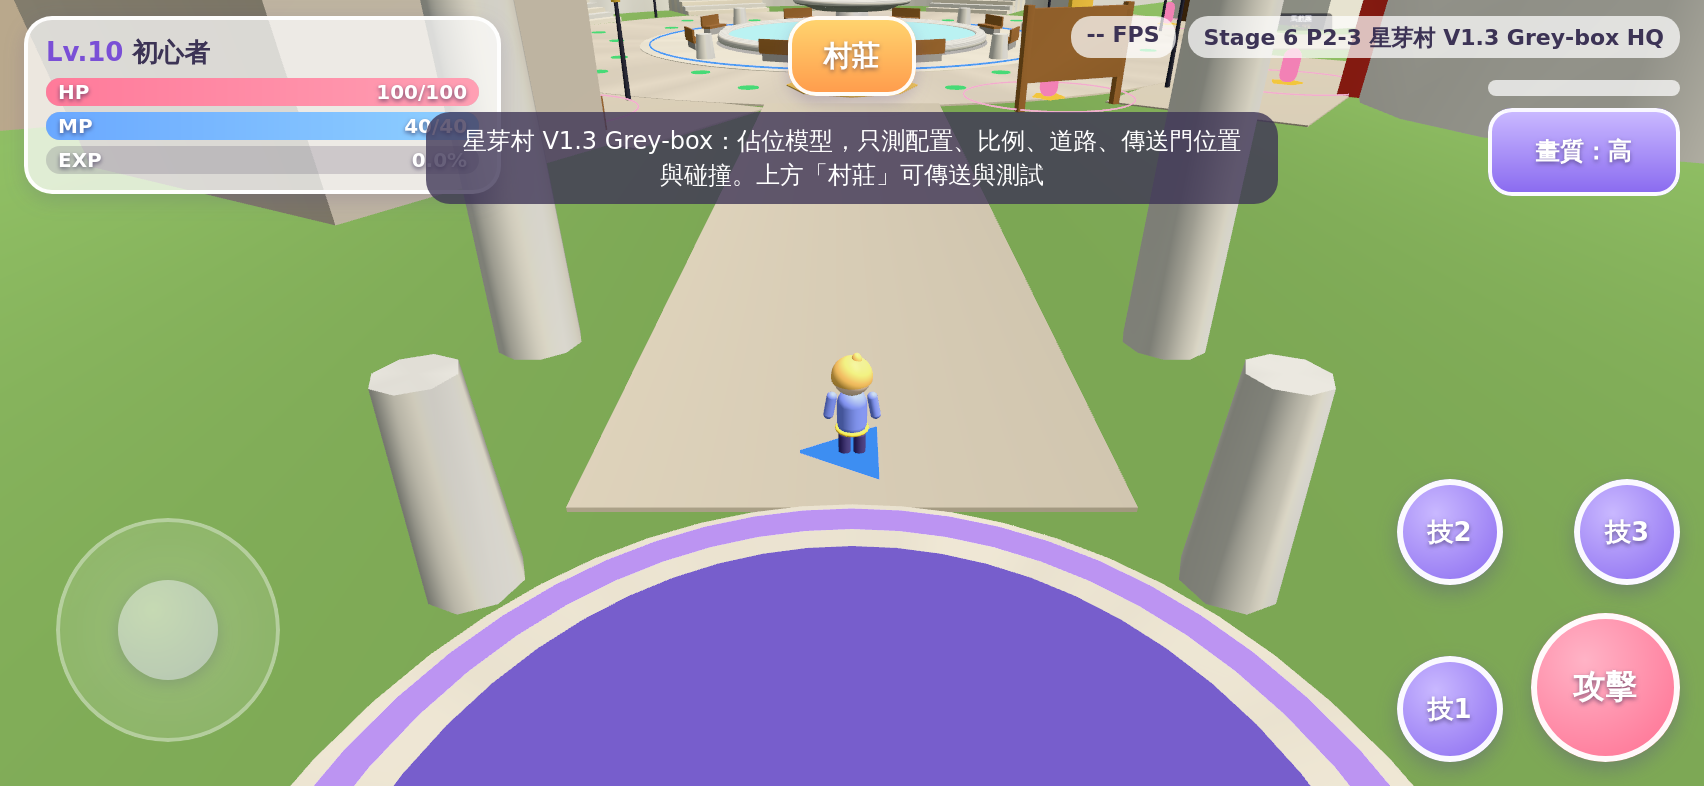 Lv.10 初心者
HP 100/100
MP 40/40
EXP 0.0%
村莊
-- FPS
Stage 6 P2-3 星芽村 V1.3 Grey-box HQ
星芽村 V1.3 Grey-box：佔位模型，只測配置、比例、道路、傳送門位置
與碰撞。上方「村莊」可傳送與測試
畫質：高
技2
技3
技1
攻擊